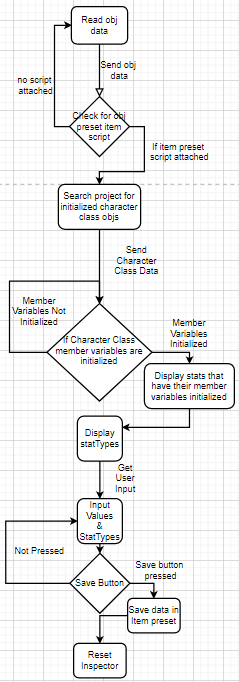 Read obj
data
Send obj
data
no script
attached
Check for obj
preset item
script
If item preset
script attached
Search project for
initialized character
class objs
Send
Character
Class Data
Member
Variables Not
Initialized
Member
Variables
Initialized
If Character Class
member variables are
initialized
Display stats that
have their member
variables initialized
Display
statTypes
Get
User
Input
Input
Values
&
StatTypes
Not Pressed
Save button
pressed
Save Button
Save data in
Item preset
Reset
Inspector